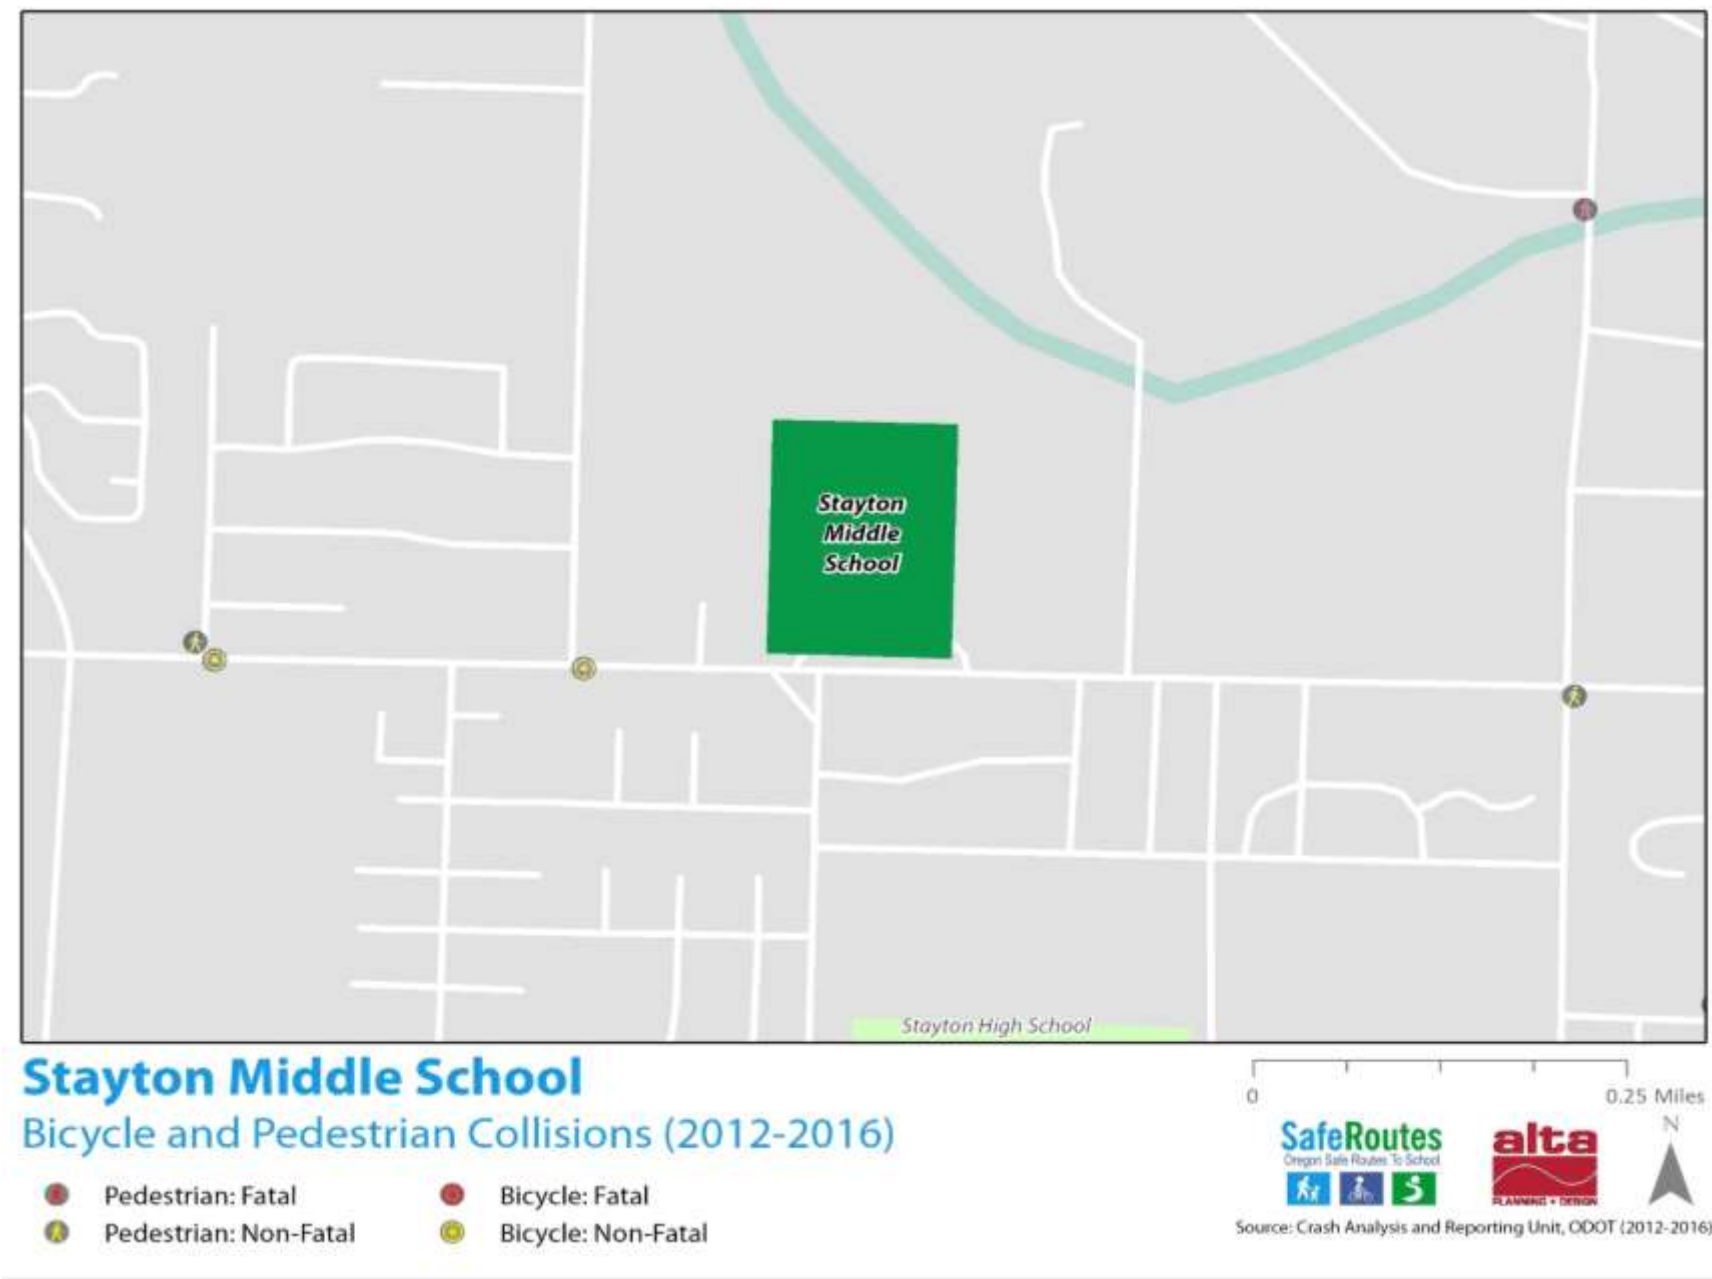 Stayton
Middle
School
Stayton High School
Stayton Middle School
Bicycle and Pedestrian Collisions (2012-2016)
Pedestrian: Fatal
Bicycle: Fatal
Pedestrian: Non-Fatal
Bicycle: Non-Fatal
0
0.25 Miles
SafeRoutes
Oregon Safe Routes To School
alta
PLANNING + DESIGN
N
Source: Crash Analysis and Reporting Unit, ODOT (2012-2016)